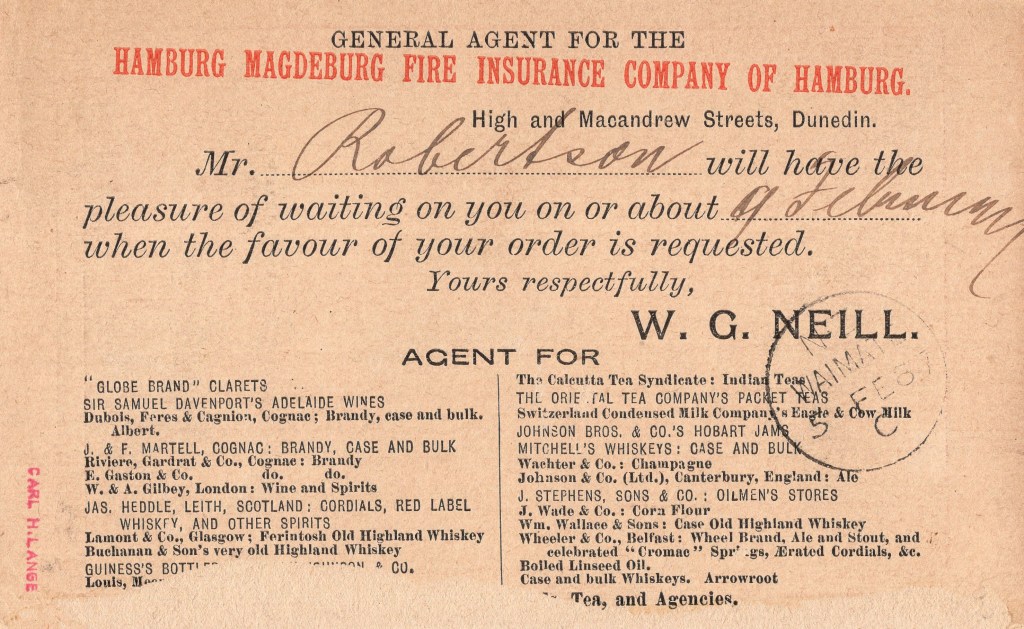 GENERAL AGENT FOR THE
HAMBURG MAGDEBURG FIRE INSURANCE COMPANY OF HAMBURG.
High and Macandrew Streets, Dunedin.
Mr. Robertson will have the
pleasure of waiting on you on or about 9 February
when the favour of your order is requested.
Yours respectfully,
W. G. NEILL.
AGENT FOR
"GLOBE BRAND" CLARETS
SIR SAMUEL DAVENPORT'S ADELAIDE WINES
Dubois, Feres & Cagnion, Cognac; Brandy, case and bulk.
Albert.
J. & F. MARTELL, COGNAC: BRANDY, CASE AND BULK
Riviere, Gardrat & Co., Cognac: Brandy
E. Gaston & Co. do. do.
W. & A. Gilbey, London: Wine and Spirits
JAS. HEDDLE, LEITH, SCOTLAND: CORDIALS, RED LABEL
WHISKEY, AND OTHER SPIRITS
Lamont & Co., Glasgow; Ferintosh Old Highland Whiskey
Buchanan & Son's very old Highland Whiskey
GUINESS'S & CO.
Louis,
The Calcutta Tea Syndicate: Indian Teas
THE TEA COMPANY'S PACKET TEAS
Switzerland Condensed Milk Company's Eagle & Cow Milk
JOHNSON BROS. & CO.'S HOBART JAMS
MITCHELL'S WHISKEYS: CASE AND BULK
Wachter & Co.: Champagne
Johnson & Co. (Ltd.), Canterbury, England: Ale
J. STEPHENS, SONS & CO.: OILMEN'S STORES
J. Wade & Co.: Corn Flour
Wm. Wallace & Sons: Case Old Highland Whiskey
Wheeler & Co., Belfast: Wheel Brand, Ale and Stout, and
celebrated "Cromac" Ærated Cordials, &c.
Boiled Linseed Oil.
Case and bulk Whiskeys. Arrowroot
Tea, and Agencies.
5 FE 8
C
CARL H. LANGE